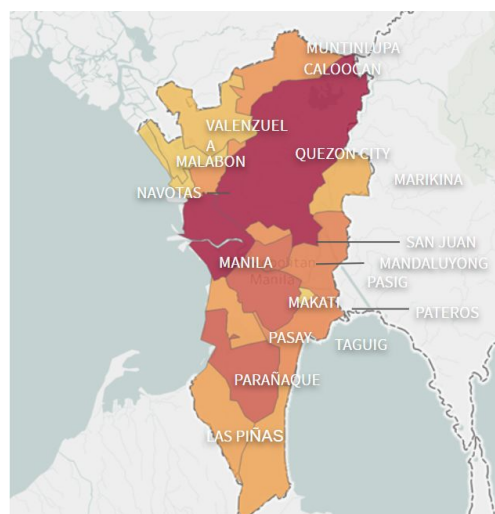 MUNTINLUPA
CALOOCAN
VALENZUEL
A
MALABON
QUEZON CITY
MARIKINA
NAVOTAS
SAN JUAN
MANILA
MANDALUYONG
Manila
PASIG
MAKATI
PATEROS
PASAY
TAGUIG
PARAÑAQUE
LAS PIÑAS